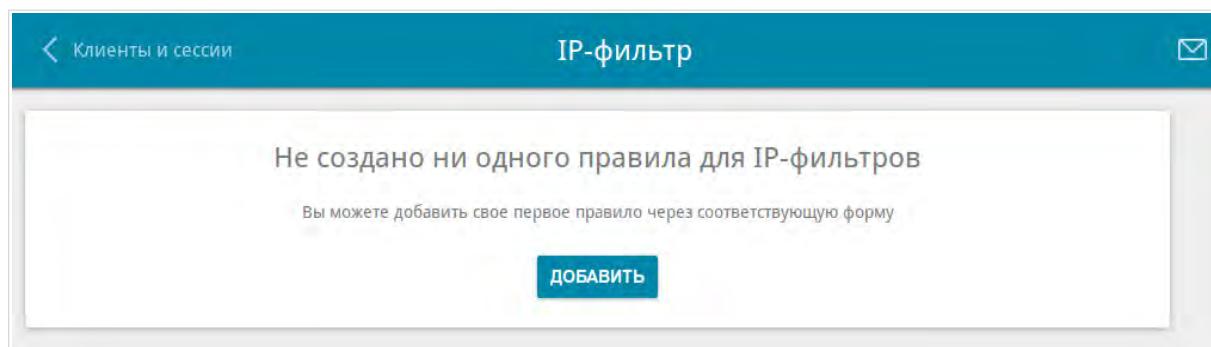 Клиенты и сессии
IP-фильтр
Не создано ни одного правила для IP-фильтров
Вы можете добавить свое первое правило через соответствующую форму
ДОБАВИТЬ